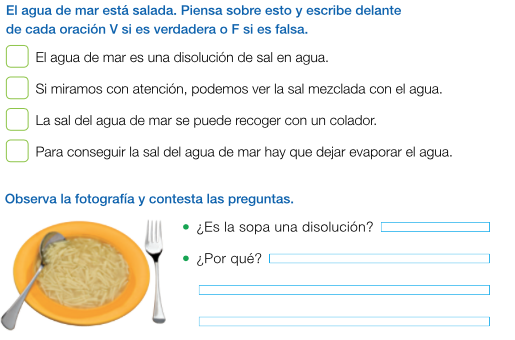 El agua de mar está salada. Piensa sobre esto y escribe delante
de cada oración V si es verdadera o F si es falsa.
El agua de mar es una disolución de sal en agua.
Si miramos con atención, podemos ver la sal mezclada con el agua.
La sal del agua de mar se puede recoger con un colador.
Para conseguir la sal del agua de mar hay que dejar evaporar el agua.
Observa la fotografía y contesta las preguntas.
• ¿Es la sopa una disolución?
• ¿Por qué?